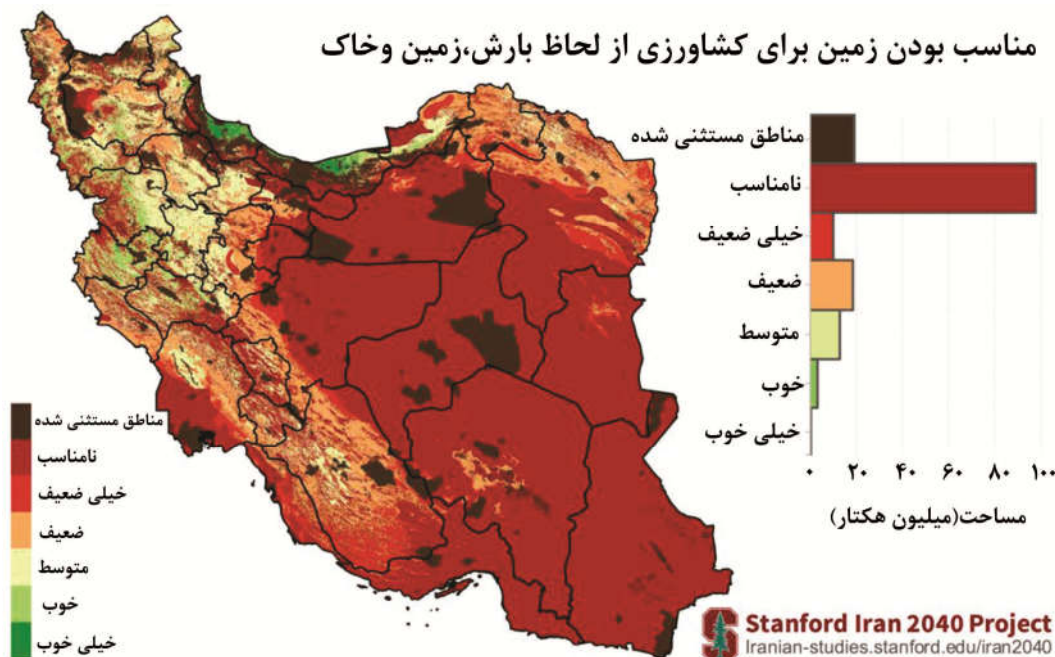 مناسب بودن زمین برای کشاورزی از لحاظ بارش،زمین وخاک
مناطق مستثنی شده
نامناسب
خیلی ضعیف
ضعیف
متوسط
خوب
خیلی خوب
۰ ۲۰ ۴۰ ۶۰ ۸۰ ۱۰۰
مساحت(میلیون هکتار)
مناطق مستثنی شده
نامناسب
خیلی ضعیف
ضعیف
متوسط
خوب
خیلی خوب
Stanford Iran 2040 Project
Iranian-studies.stanford.edu/iran2040